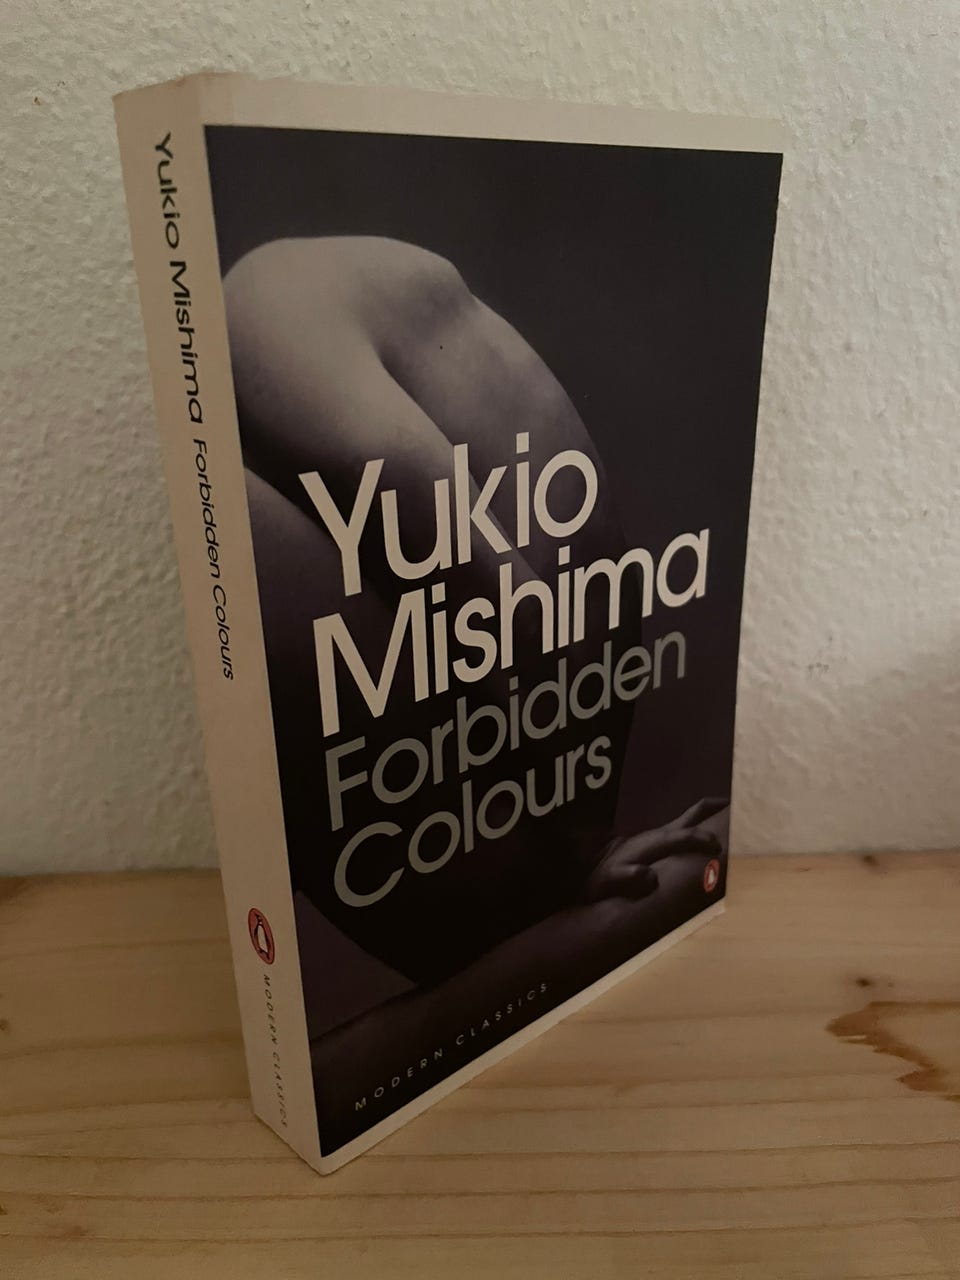 Yukio Mishima Forbidden Colours
MODERN CLASSICS
Yukio
Mishima
Forbidden
Colours
MODERN CLASSICS